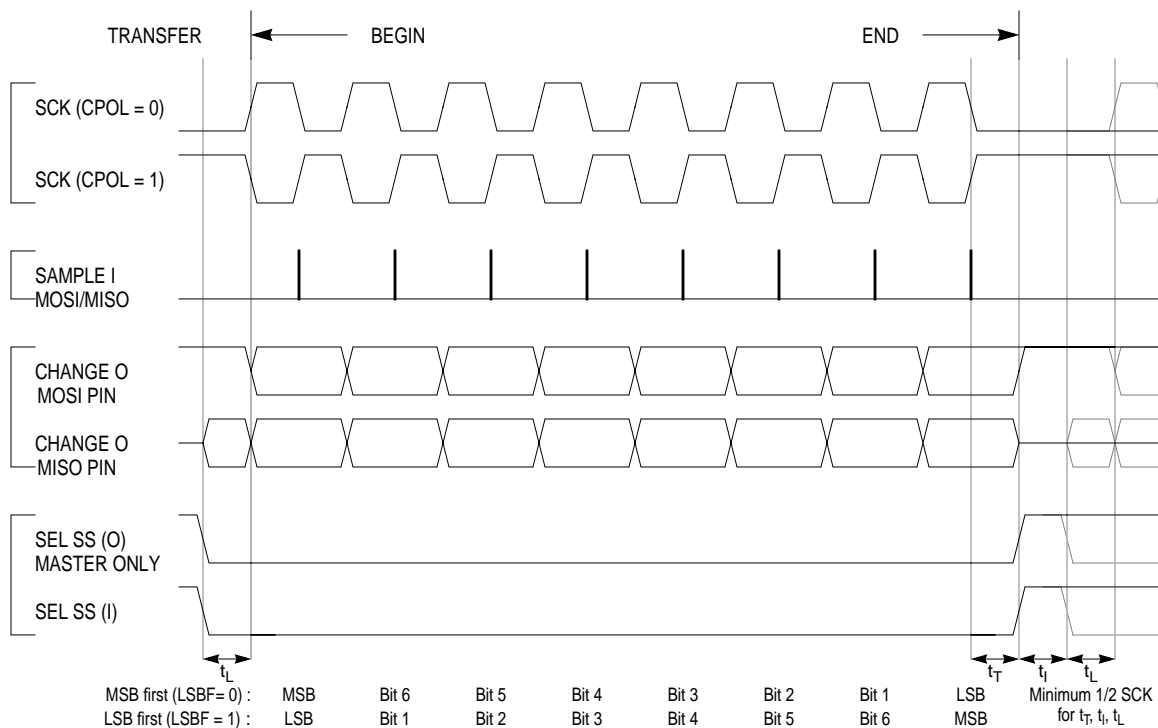 TRANSFER BEGIN END
SCK (CPOL = 0)
SCK (CPOL = 1)
SAMPLE I
MOSI/MISO
CHANGE O
MOSI PIN
CHANGE O
MISO PIN
SEL SS (O)
MASTER ONLY
SEL SS (I)
tL tT tI tL
MSB first (LSBF= 0) : MSB Bit 6 Bit 5 Bit 4 Bit 3 Bit 2 Bit 1 LSB Minimum 1/2 SCK
LSB first (LSBF = 1) : LSB Bit 1 Bit 2 Bit 3 Bit 4 Bit 5 Bit 6 MSB for tT, tI, tL